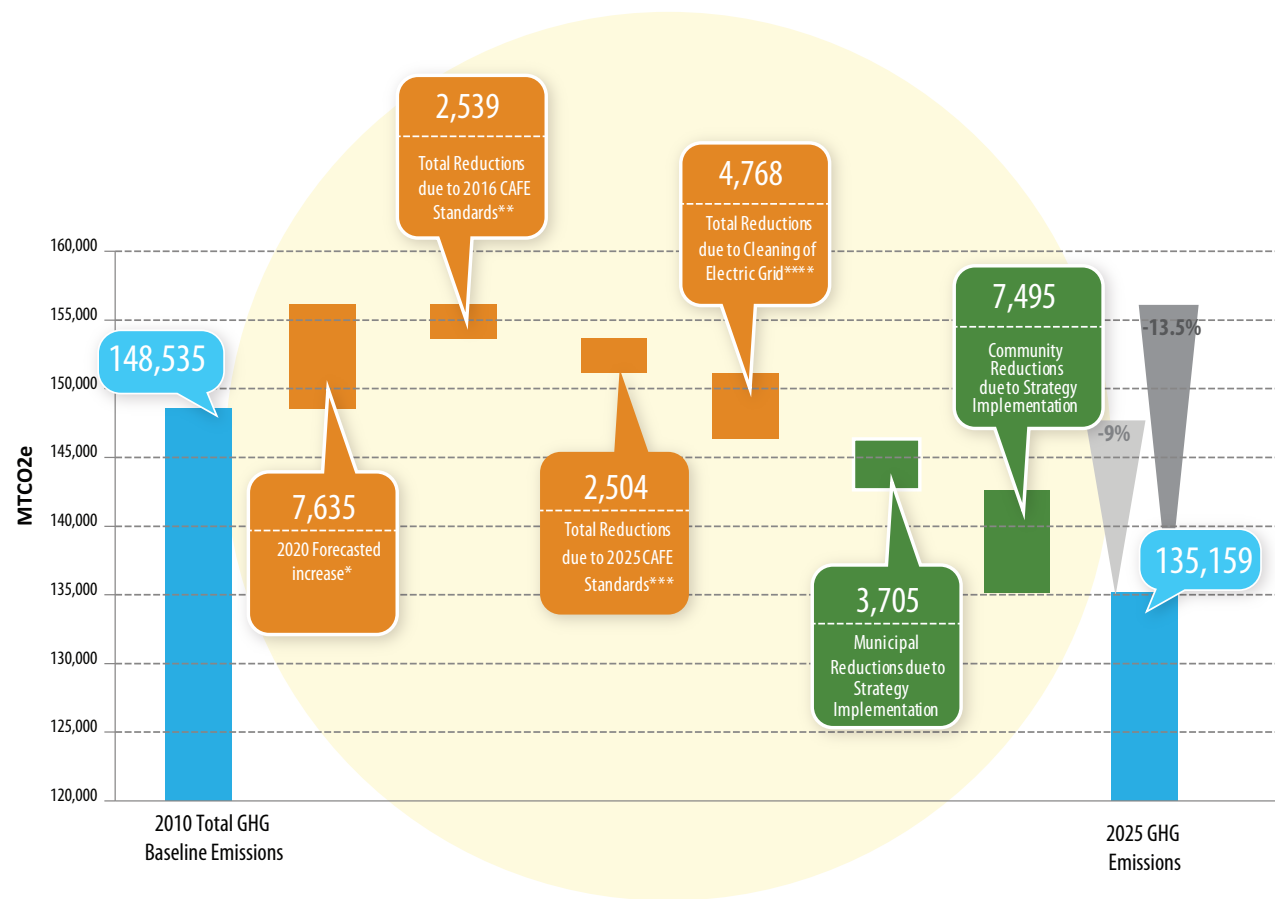 2,539
Total Reductions
due to 2016 CAFE
Standards**
4,768
Total Reductions
due to Cleaning of
Electric Grid****
160,000
7,495
Community
Reductions
due to Strategy
Implementation
155,000
-13.5%
148,535
150,000
-9%
145,000
MTCO2e
7,635
2020 Forecasted
increase*
2,504
Total Reductions
due to 2025 CAFE
Standards***
140,000
135,159
135,000
3,705
Municipal
Reductions due to
Strategy
Implementation
130,000
125,000
120,000
2010 Total GHG
Baseline Emissions
2025 GHG
Emissions